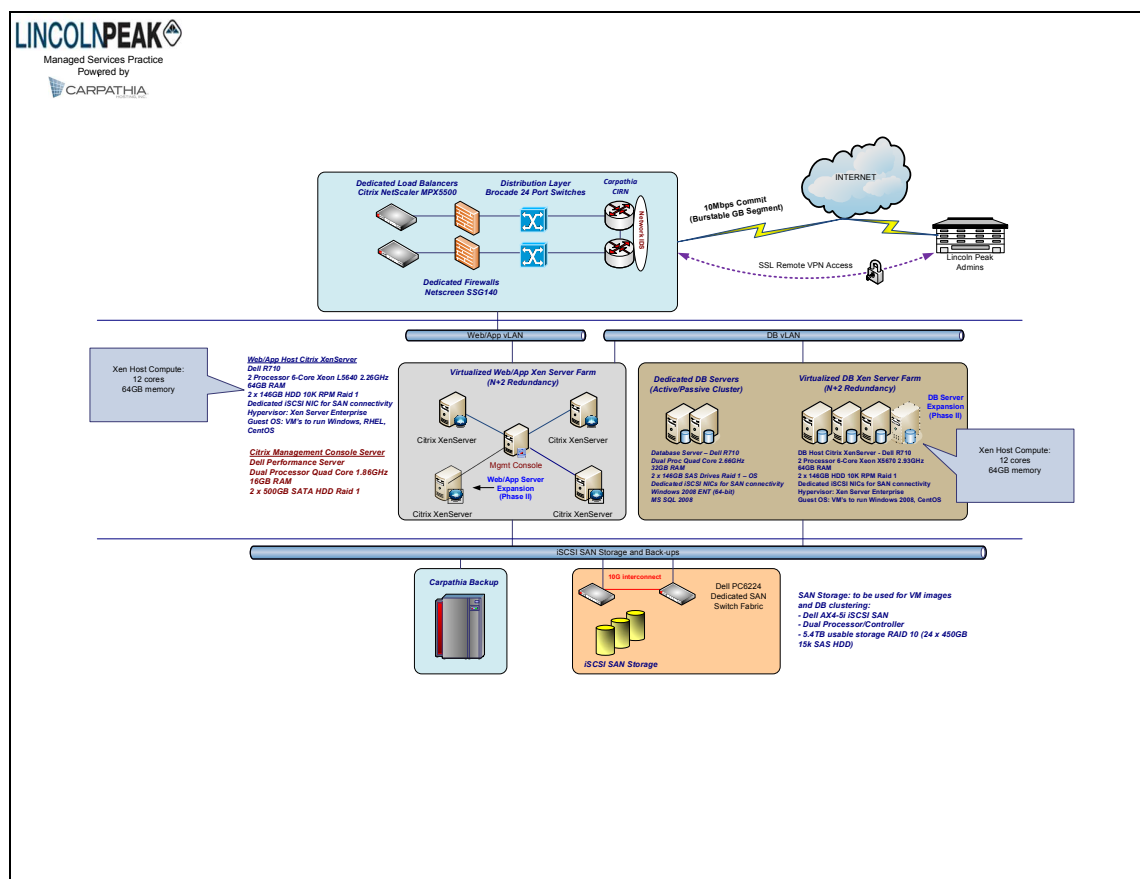 LINCOLNPEAK
Managed Services Practice
Powered by
CARPATHIA
HOSTING, INC.
Dedicated Load Balancers
Citrix NetScaler MPX5500
Distribution Layer
Brocade 24 Port Switches
Carpathia
CIRN
Network IDS
Dedicated Firewalls
Netscreen SSG140
INTERNET
10Mbps Commit
(Burstable GB Segment)
SSL Remote VPN Access
Lincoln Peak
Admins
Web/App vLAN
DB vLAN
Xen Host Compute:
12 cores
64GB memory
Web/App Host Citrix XenServer
Dell R710
2 Processor 6-Core Xeon L5640 2.26GHz
64GB RAM
2 x 146GB HDD 10K RPM Raid 1
Dedicated iSCSI NIC for SAN connectivity
Hypervisor: Xen Server Enterprise
Guest OS: VM's to run Windows, RHEL,
CentOS
Citrix Management Console Server
Dell Performance Server
Dual Processor Quad Core 1.86GHz
16GB RAM
2 x 500GB SATA HDD Raid 1
Virtualized Web/App Xen Server Farm
(N+2 Redundancy)
Citrix XenServer
Citrix XenServer
Mgmt Console
Web/App Server
Expansion
(Phase II)
Citrix XenServer
Citrix XenServer
Dedicated DB Servers
(Active/Passive Cluster)
Database Server – Dell R710
Dual Proc Quad Core 2.66GHz
32GB RAM
2 x 146GB SAS Drives Raid 1 – OS
Dedicated iSCSI NICs for SAN connectivity
Windows 2008 ENT (64-bit)
MS SQL 2008
Virtualized DB Xen Server Farm
(N+2 Redundancy)
DB Server
Expansion
(Phase II)
DB Host Citrix XenServer - Dell R710
2 Processor 6-Core Xeon X5670 2.93GHz
64GB RAM
2 x 146GB HDD 10K RPM Raid 1
Dedicated iSCSI NICs for SAN connectivity
Hypervisor: Xen Server Enterprise
Guest OS: VM's to run Windows 2008, CentOS
Xen Host Compute:
12 cores
64GB memory
iSCSI SAN Storage and Back-ups
Carpathia Backup
10G interconnect
Dell PC6224
Dedicated SAN
Switch Fabric
iSCSI SAN Storage
SAN Storage: to be used for VM images
and DB clustering:
- Dell AX4-5i iSCSI SAN
- Dual Processor/Controller
- 5.4TB usable storage RAID 10 (24 x 450GB
15k SAS HDD)